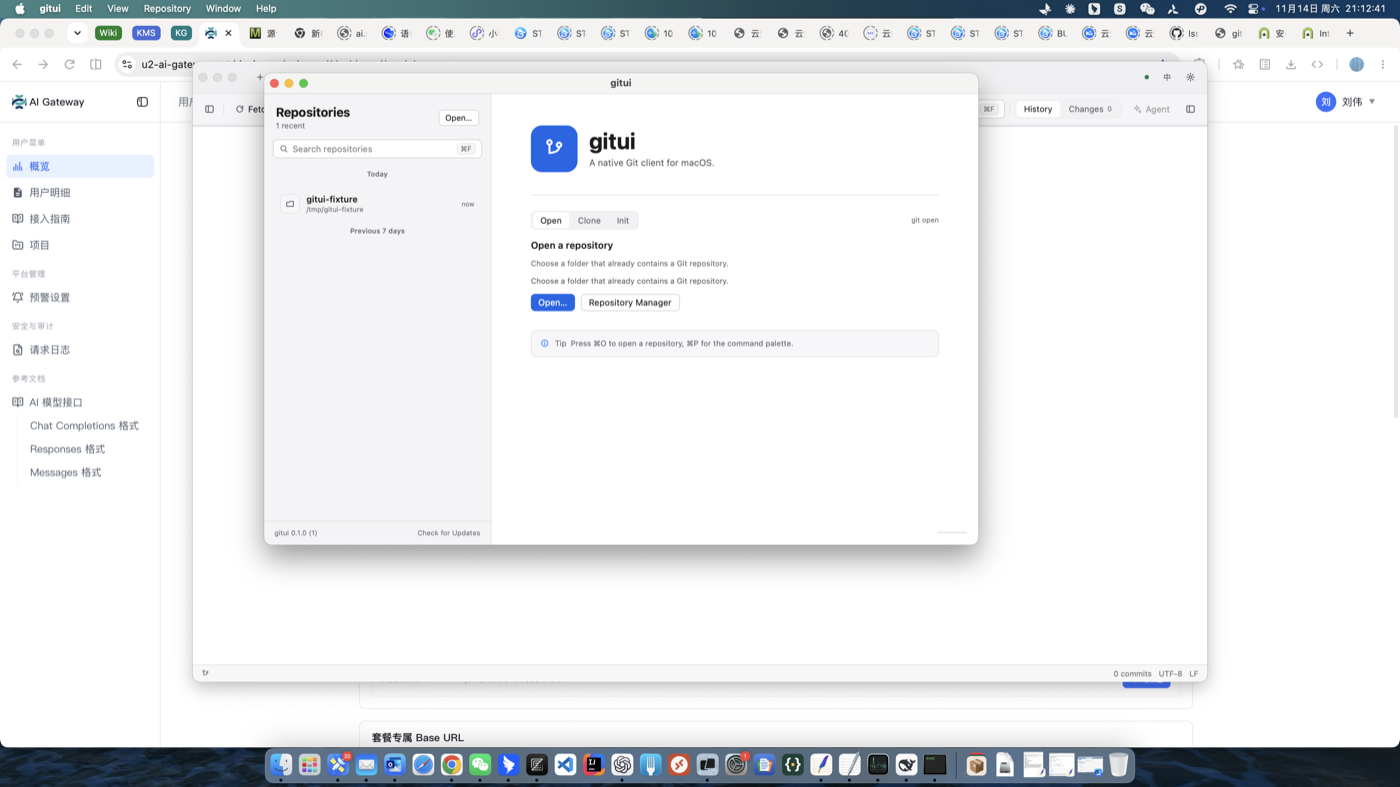 gitui Edit View Repository Window Help 11月14日 周六 21:12:41
Wiki KMS KG
AI Gateway
用户菜单
概览
用户明细
接入指南
项目
平台管理
预警设置
安全与审计
请求日志
参考文档
AI 模型接口
Chat Completions 格式
Responses 格式
Messages 格式
刘 刘伟
中
⌘F History Changes 0 Agent
gitui
Repositories
1 recent
Open...
Search repositories ⌘F
Today
gitui-fixture
/tmp/gitui-fixture
now
Previous 7 days
gitui 0.1.0 (1) Check for Updates
gitui
A native Git client for macOS.
Open Clone Init git open
Open a repository
Choose a folder that already contains a Git repository.
Choose a folder that already contains a Git repository.
Open... Repository Manager
Tip Press ⌘O to open a repository, ⌘P for the command palette.
0 commits UTF-8 LF
套餐专属 Base URL